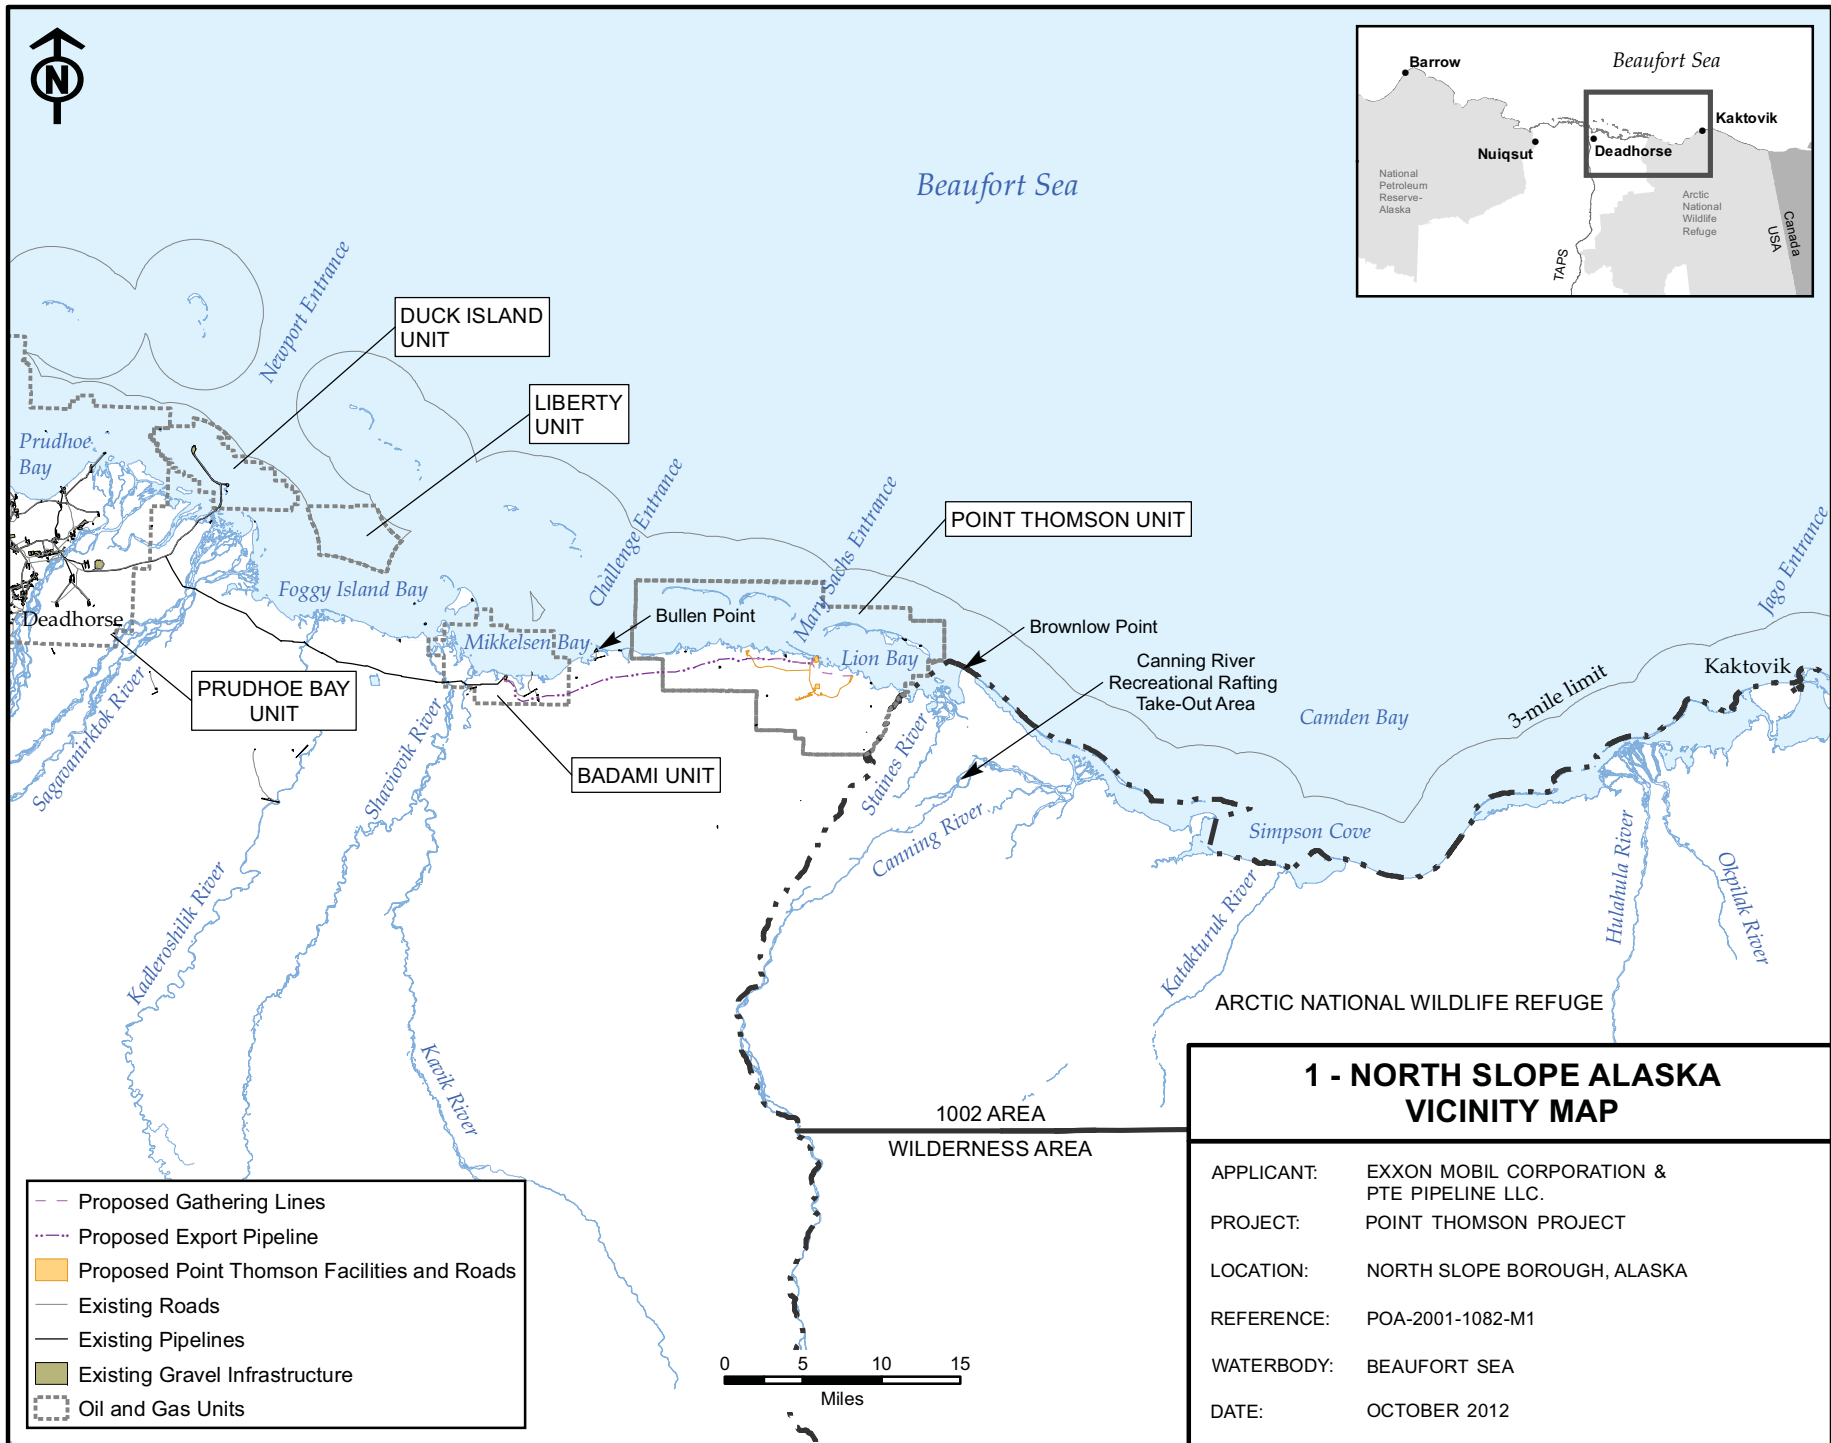 N
Beaufort Sea
Barrow
Beaufort Sea
Kaktovik
Nuiqsut
Deadhorse
National
Petroleum
Reserve-
Alaska
Arctic
National
Wildlife
Refuge
Canada
USA
TAPS
Newport Entrance
DUCK ISLAND
UNIT
LIBERTY
UNIT
Prudhoe
Bay
Challenge Entrance
Mary Sachs Entrance
POINT THOMSON UNIT
Jago Entrance
Foggy Island Bay
Deadhorse
Mikkelsen Bay
Bullen Point
Lion Bay
Brownlow Point
Canning River
Recreational Rafting
Take-Out Area
Camden Bay
3-mile limit
Kaktovik
PRUDHOE BAY
UNIT
BADAMI UNIT
Sagavanirktok River
Shaviovik River
Staines River
Canning River
Simpson Cove
Kadleroshilik River
Katakturuk River
Hulahula River
Okpilak River
Kavik River
ARCTIC NATIONAL WILDLIFE REFUGE
1002 AREA
WILDERNESS AREA
Proposed Gathering Lines
Proposed Export Pipeline
Proposed Point Thomson Facilities and Roads
Existing Roads
Existing Pipelines
Existing Gravel Infrastructure
Oil and Gas Units
0 5 10 15
Miles
1 - NORTH SLOPE ALASKA
VICINITY MAP
APPLICANT: EXXON MOBIL CORPORATION &
PTE PIPELINE LLC.
PROJECT: POINT THOMSON PROJECT
LOCATION: NORTH SLOPE BOROUGH, ALASKA
REFERENCE: POA-2001-1082-M1
WATERBODY: BEAUFORT SEA
DATE: OCTOBER 2012